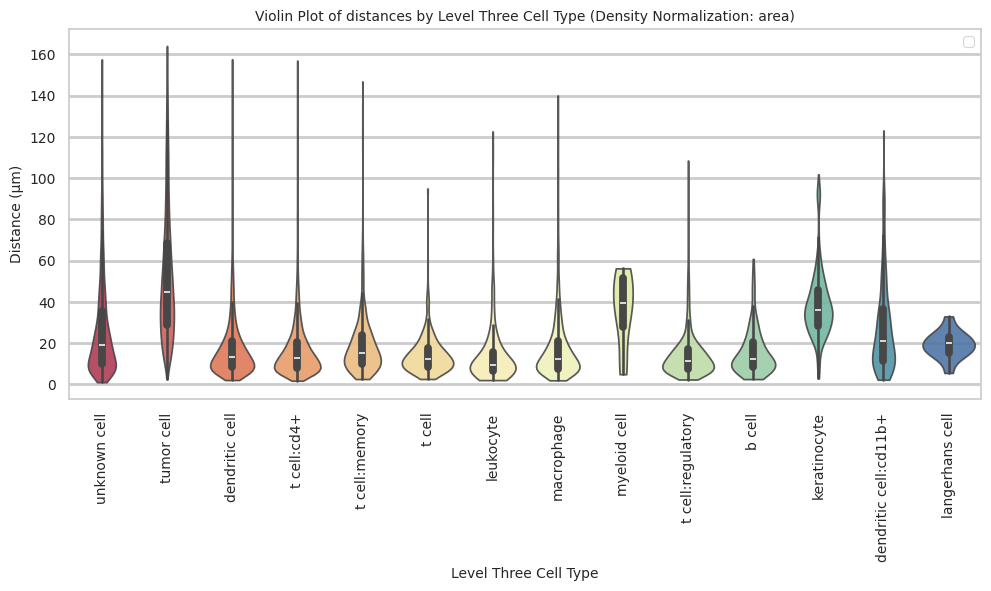 Violin Plot of distances by Level Three Cell Type (Density Normalization: area)
Distance (μm)
160
140
120
100
80
60
40
20
0
unknown cell
tumor cell
dendritic cell
t cell:cd4+
t cell:memory
t cell
leukocyte
macrophage
myeloid cell
t cell:regulatory
b cell
keratinocyte
dendritic cell:cd11b+
langerhans cell
Level Three Cell Type